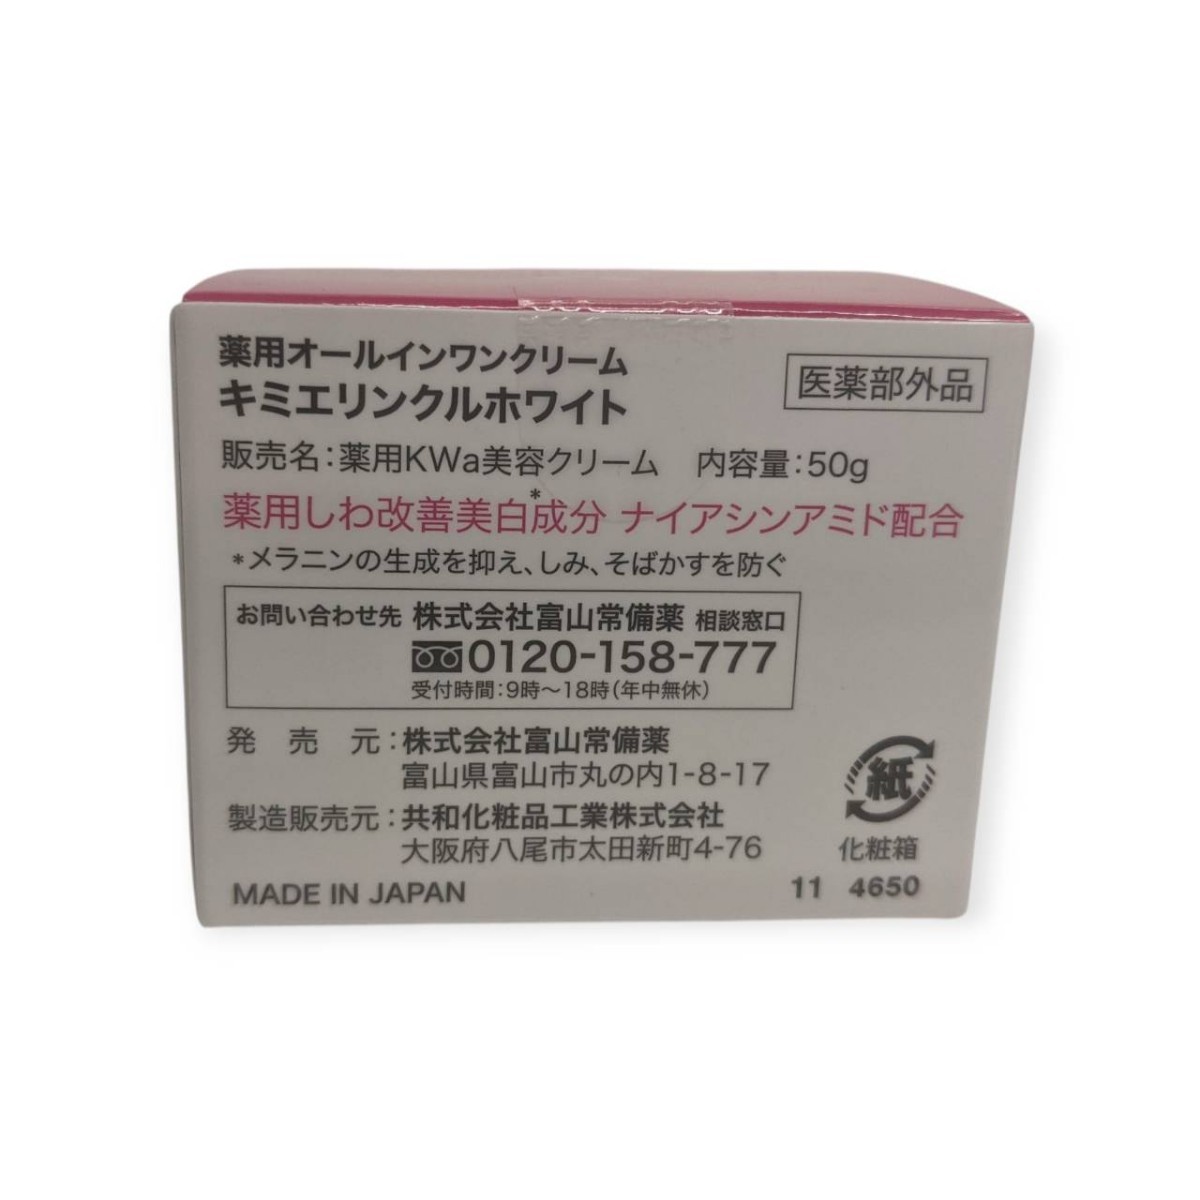 薬用オールインワンクリーム
キミエリンクルホワイト
医薬部外品
販売名:薬用KWa美容クリーム 内容量:50g
薬用しわ改善美白*成分 ナイアシンアミド配合
*メラニンの生成を抑え、しみ、そばかすを防ぐ
お問い合わせ先 株式会社富山常備薬 相談窓口
0120-158-777
受付時間:9時〜18時(年中無休)
発売元:株式会社富山常備薬
富山県富山市丸の内1-8-17
製造販売元:共和化粧品工業株式会社
大阪府八尾市太田新町4-76
紙
化粧箱
MADE IN JAPAN
11 4650